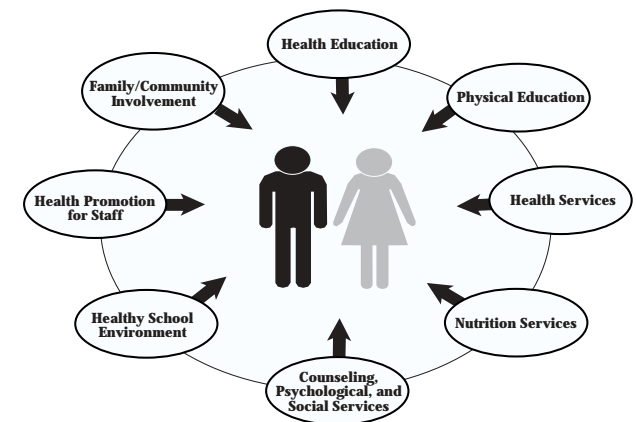 Health Education
Physical Education
Health Services
Nutrition Services
Counseling,
Psychological, and
Social Services
Healthy School
Environment
Health Promotion
for Staff
Family/Community
Involvement